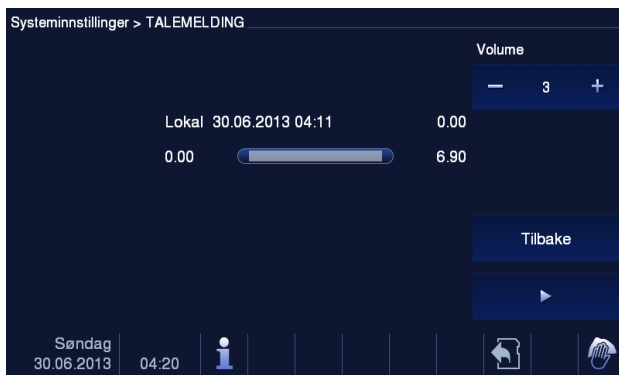 Systeminnstillinger > TALEMELDING
Volume
— 3 +
Lokal 30.06.2013 04:11 0.00
0.00 6.90
Tilbake
Søndag
30.06.2013 04:20